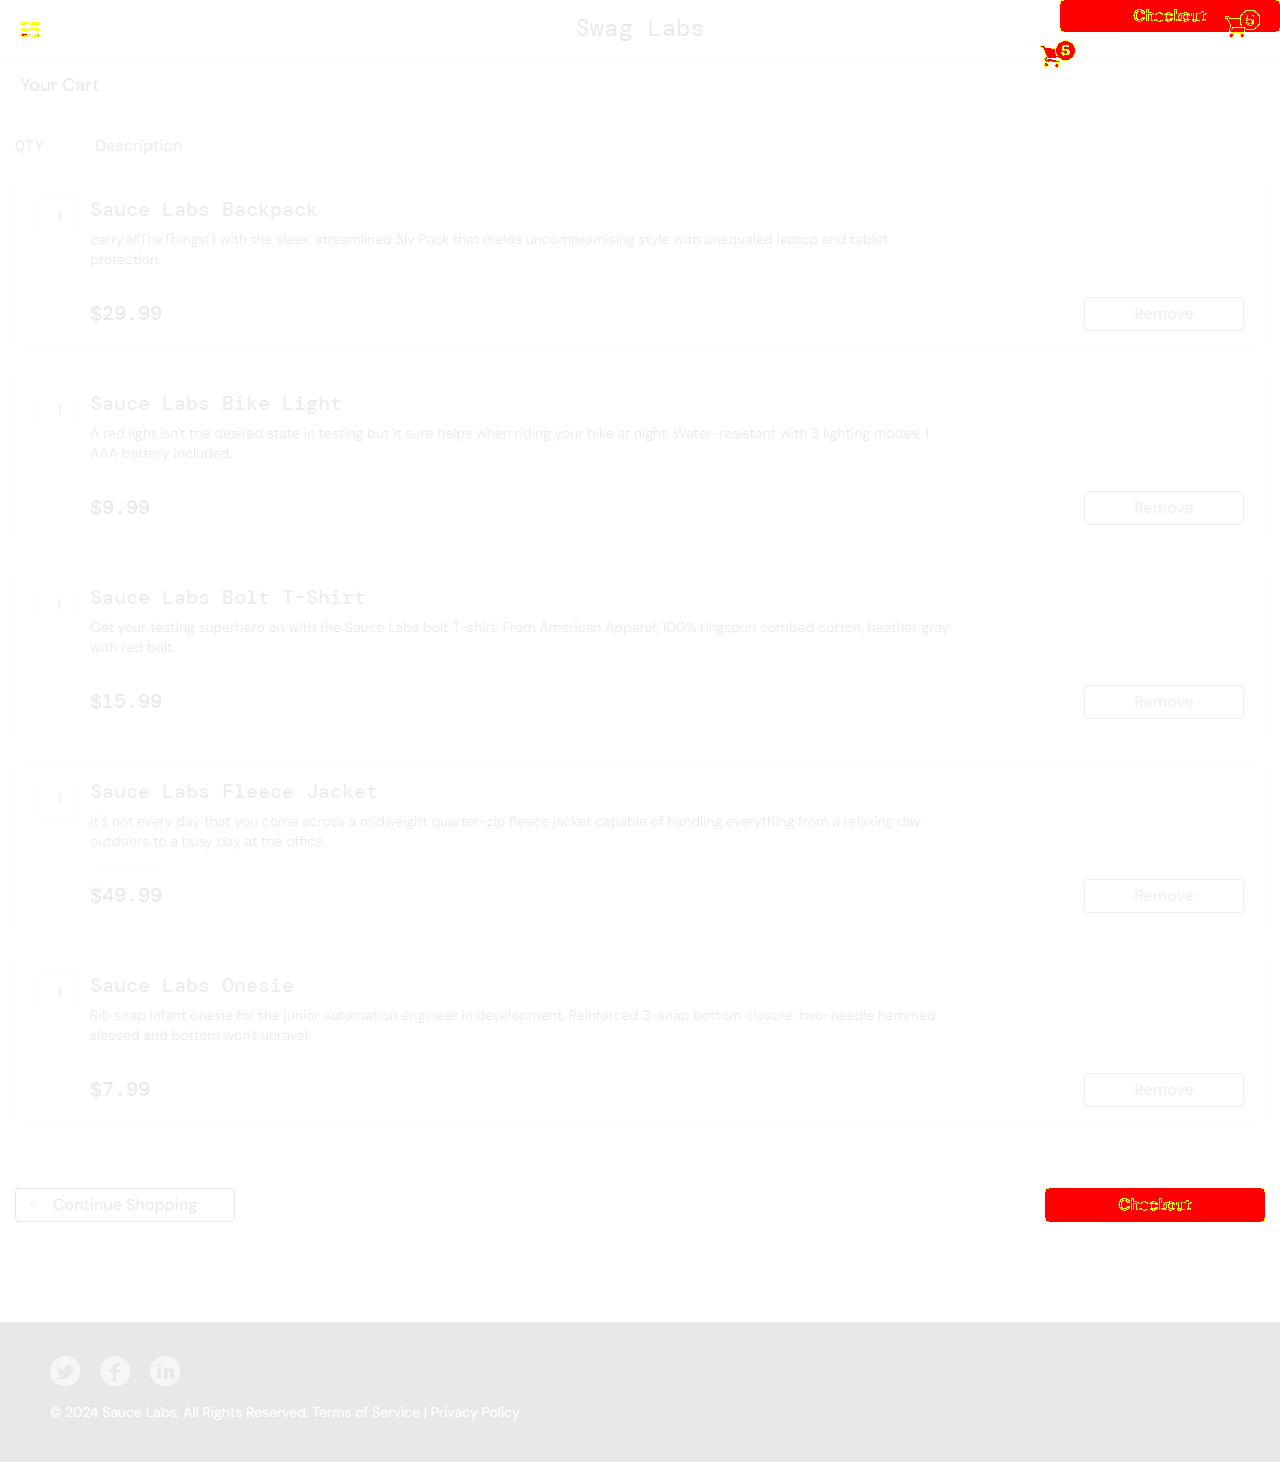 Swag Labs
Checkout
5
5
Your Cart
QTY Description
1 Sauce Labs Backpack
carry.allTheThings() with the sleek, streamlined Sly Pack that melds uncompromising style with unequaled laptop and tablet
protection.
$29.99 Remove
1 Sauce Labs Bike Light
A red light isn't the desired state in testing but it sure helps when riding your bike at night. Water-resistant with 3 lighting modes, 1
AAA battery included.
$9.99 Remove
1 Sauce Labs Bolt T-Shirt
Get your testing superhero on with the Sauce Labs bolt T-shirt. From American Apparel, 100% ringspun combed cotton, heather gray
with red bolt.
$15.99 Remove
1 Sauce Labs Fleece Jacket
It's not every day that you come across a midweight quarter-zip fleece jacket capable of handling everything from a relaxing day
outdoors to a busy day at the office.
$49.99 Remove
1 Sauce Labs Onesie
Rib snap infant onesie for the junior automation engineer in development. Reinforced 3-snap bottom closure, two-needle hemmed
sleeved and bottom won't unravel.
$7.99 Remove
Continue Shopping Checkout
© 2024 Sauce Labs. All Rights Reserved. Terms of Service | Privacy Policy